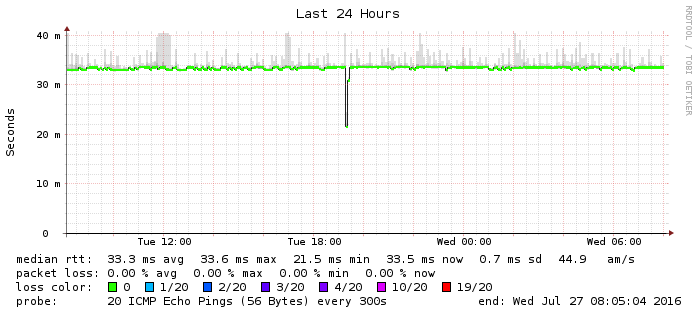 Last 24 Hours
RRDTOOL / TOBI OETIKER
Seconds
40 m
30 m
20 m
10 m
0
Tue 12:00 Tue 18:00 Wed 00:00 Wed 06:00
median rtt: 33.3 ms avg 33.6 ms max 21.5 ms min 33.5 ms now 0.7 ms sd 44.9 am/s
packet loss: 0.00 % avg 0.00 % max 0.00 % min 0.00 % now
loss color: 0 1/20 2/20 3/20 4/20 10/20 19/20
probe: 20 ICMP Echo Pings (56 Bytes) every 300s end: Wed Jul 27 08:05:04 2016